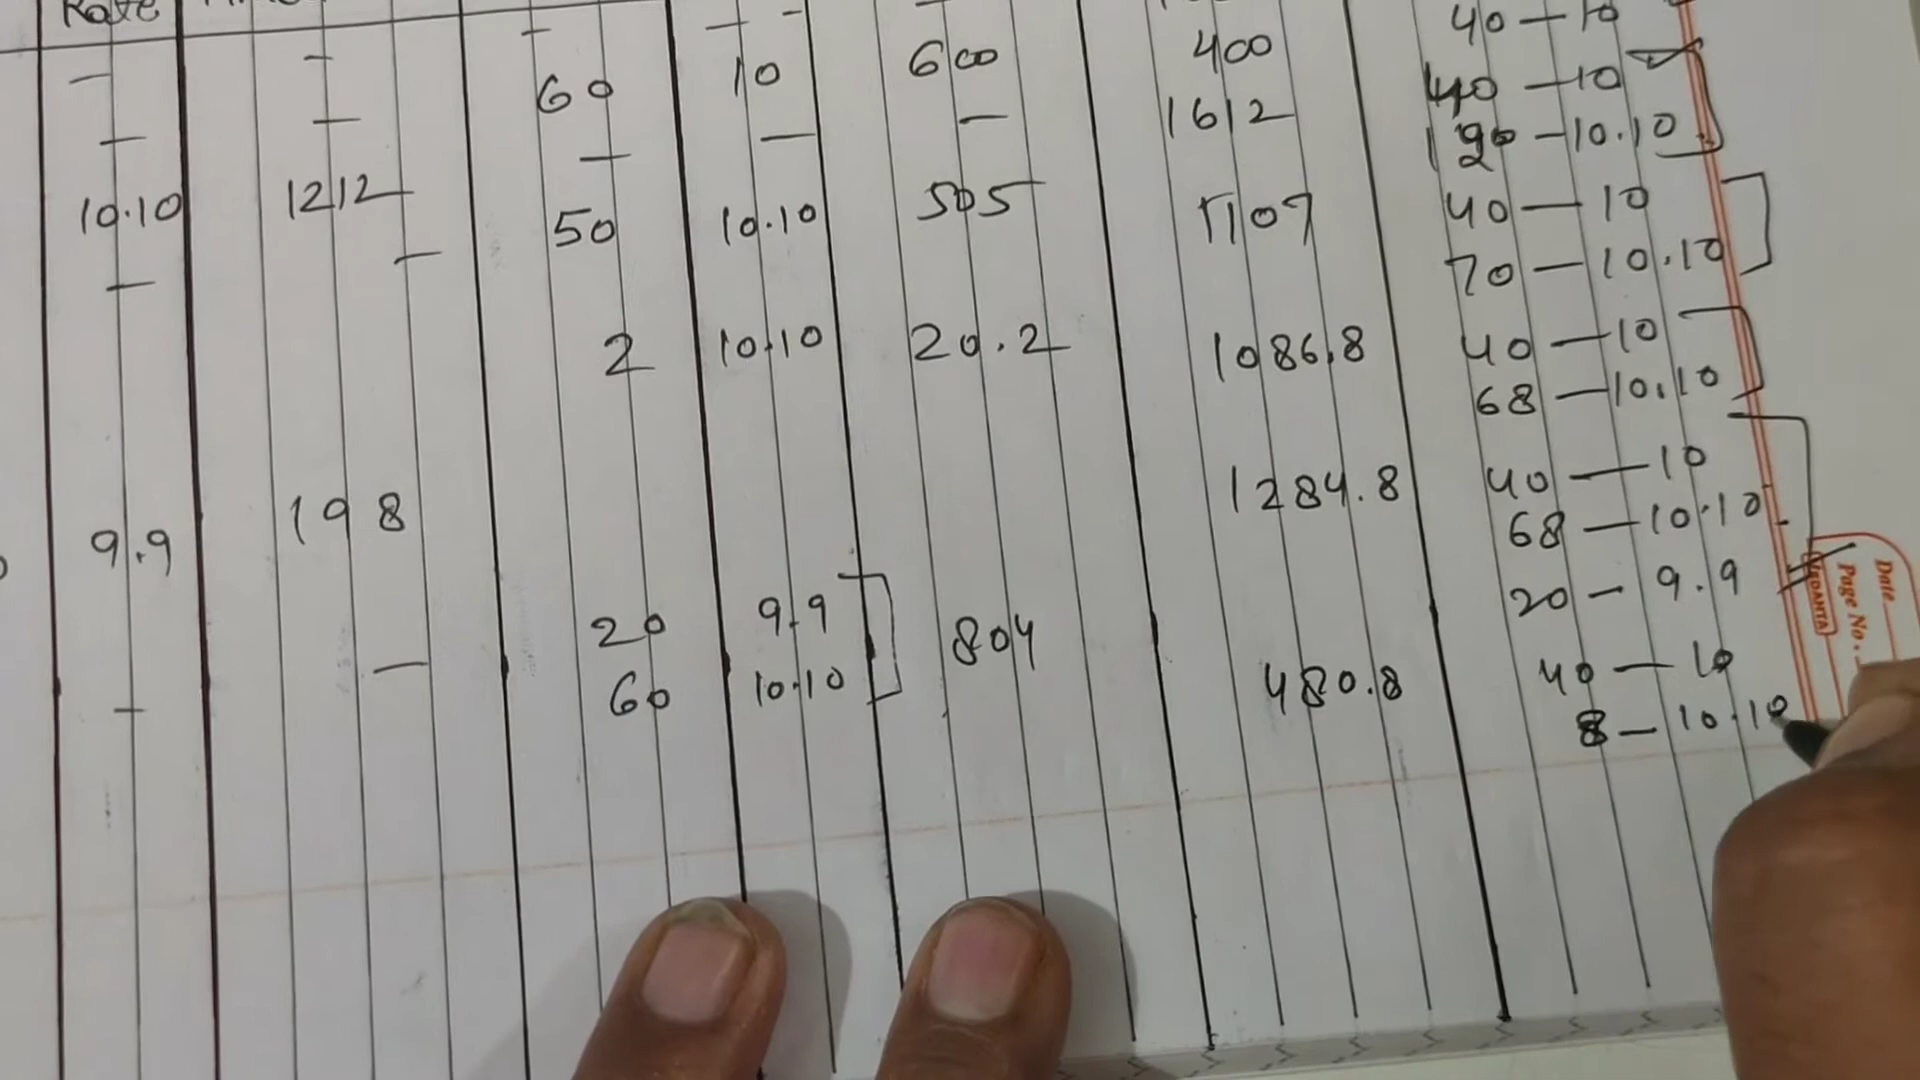 Rate
40 — 10
— — 60 10 600 400 40 — 10
— — — — — 1612 120 — 10.10
10.10 1212 50 10.10 505 1107 40 — 10
— — 70 — 10.10
2 10.10 20.2 1086.8 40 — 10
68 — 10.10
9.9 198 1284.8 40 — 10
68 — 10.10
20 — 9.9
20 9.9 804 480.8 40 — 10
— — 60 10.10 8 — 10.10
Date
Page No.
VEDANTA